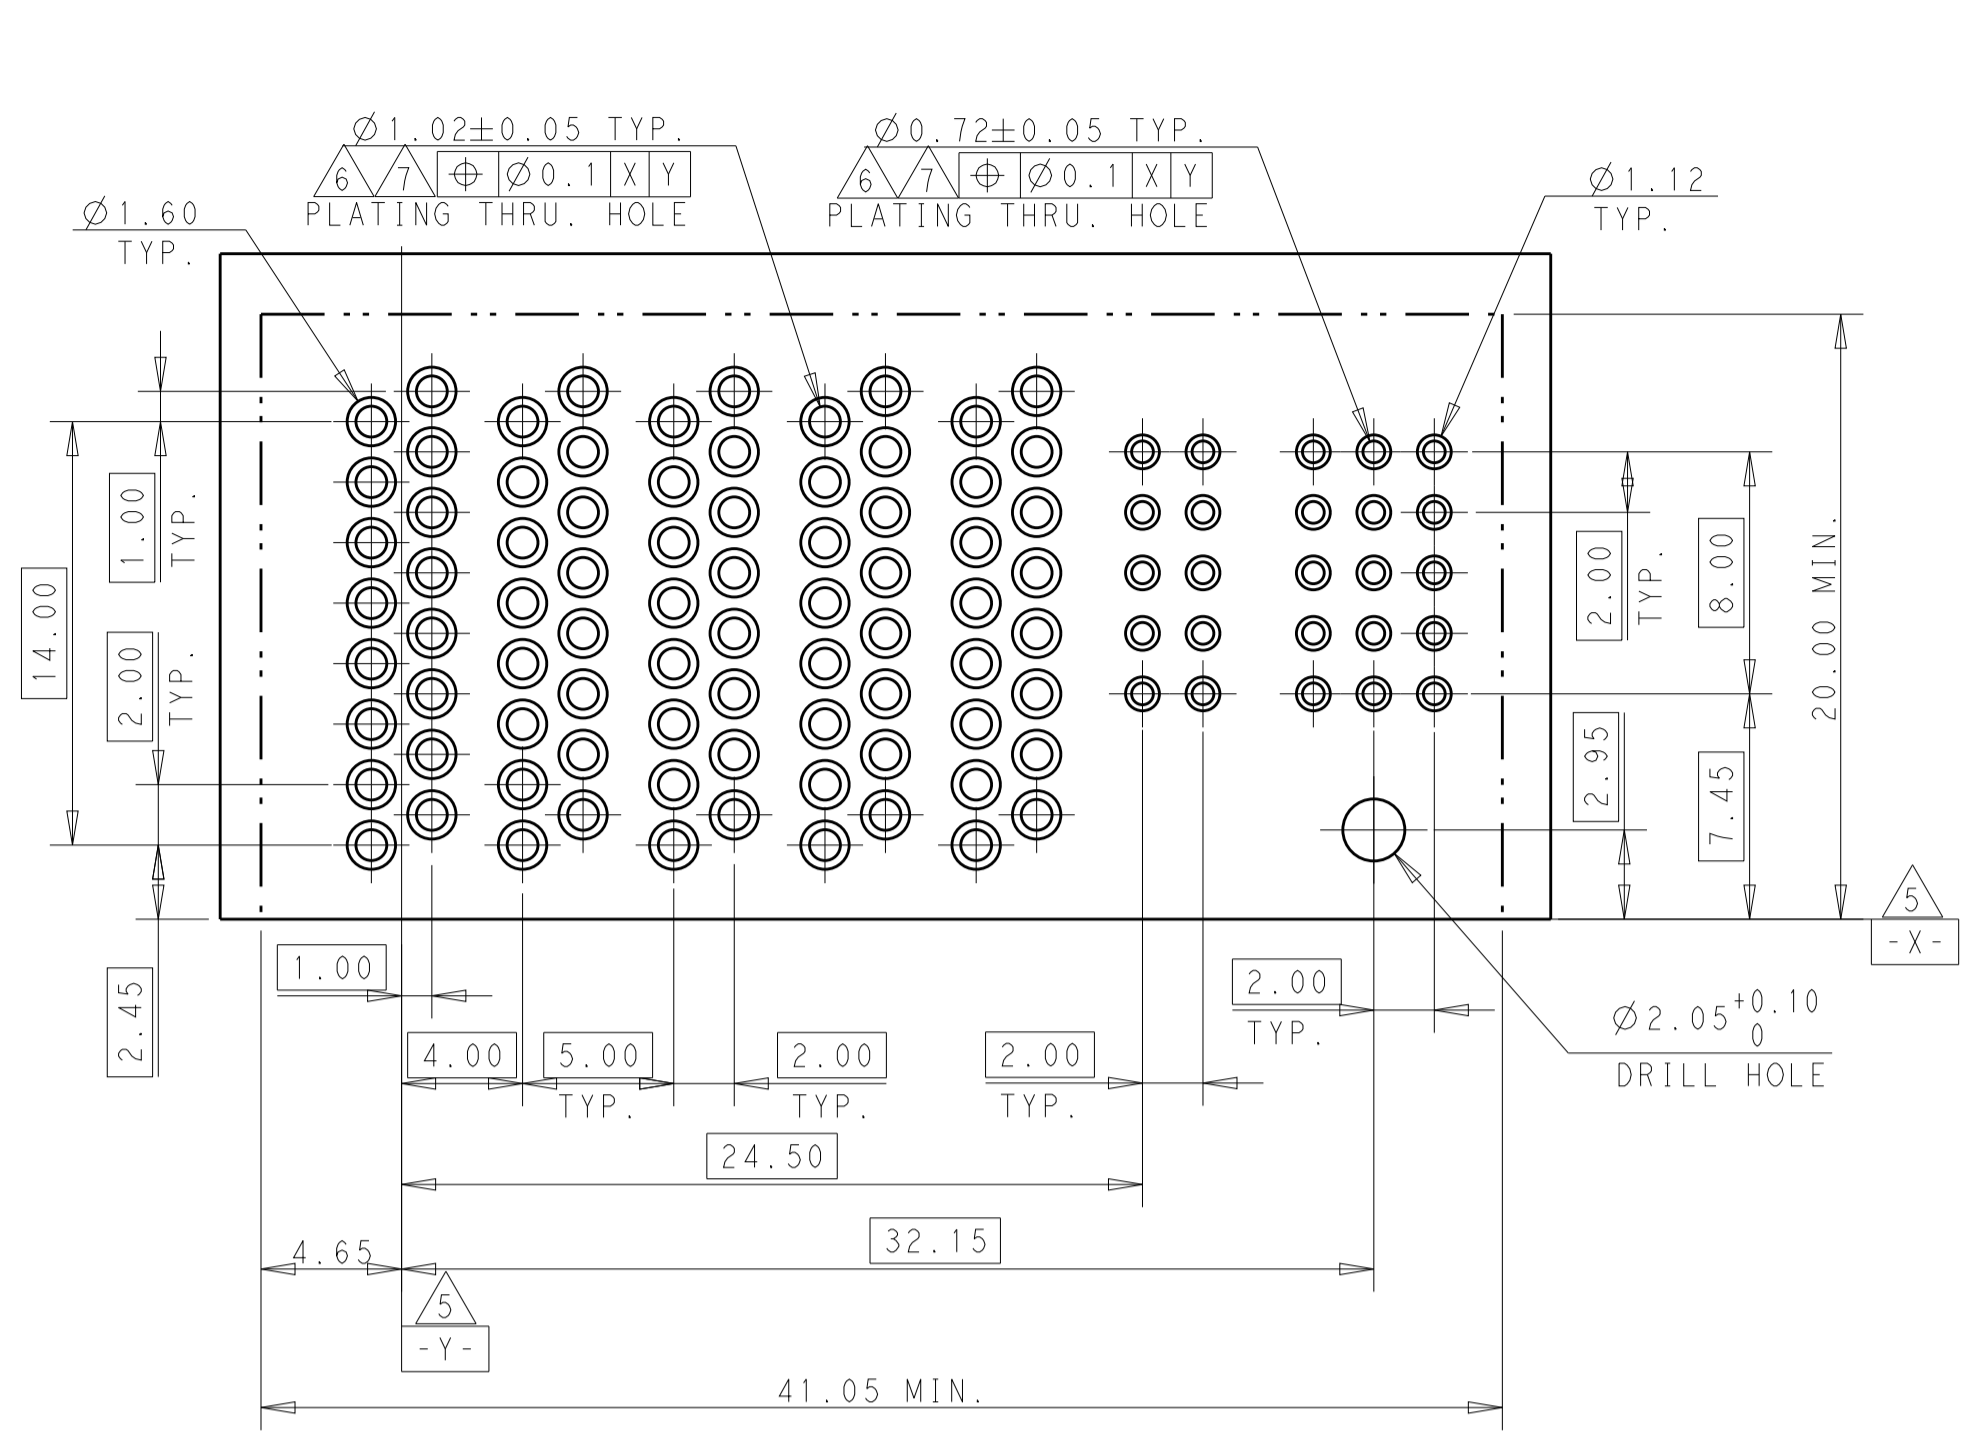 Ø1.02±0.05 TYP.
6 7 ⌖ Ø0.1 X Y
PLATING THRU. HOLE
Ø0.72±0.05 TYP.
6 7 ⌖ Ø0.1 X Y
PLATING THRU. HOLE
Ø1.60
TYP.
Ø1.12
TYP.
1.00
TYP.
14.00
2.00
TYP.
2.45
2.00
TYP.
8.00
20.00 MIN.
2.95
7.45
5
-X-
1.00
2.00
TYP.
Ø2.05 +0.10
0
DRILL HOLE
4.00
5.00
TYP.
2.00
TYP.
2.00
TYP.
24.50
32.15
4.65
5
-Y-
41.05 MIN.